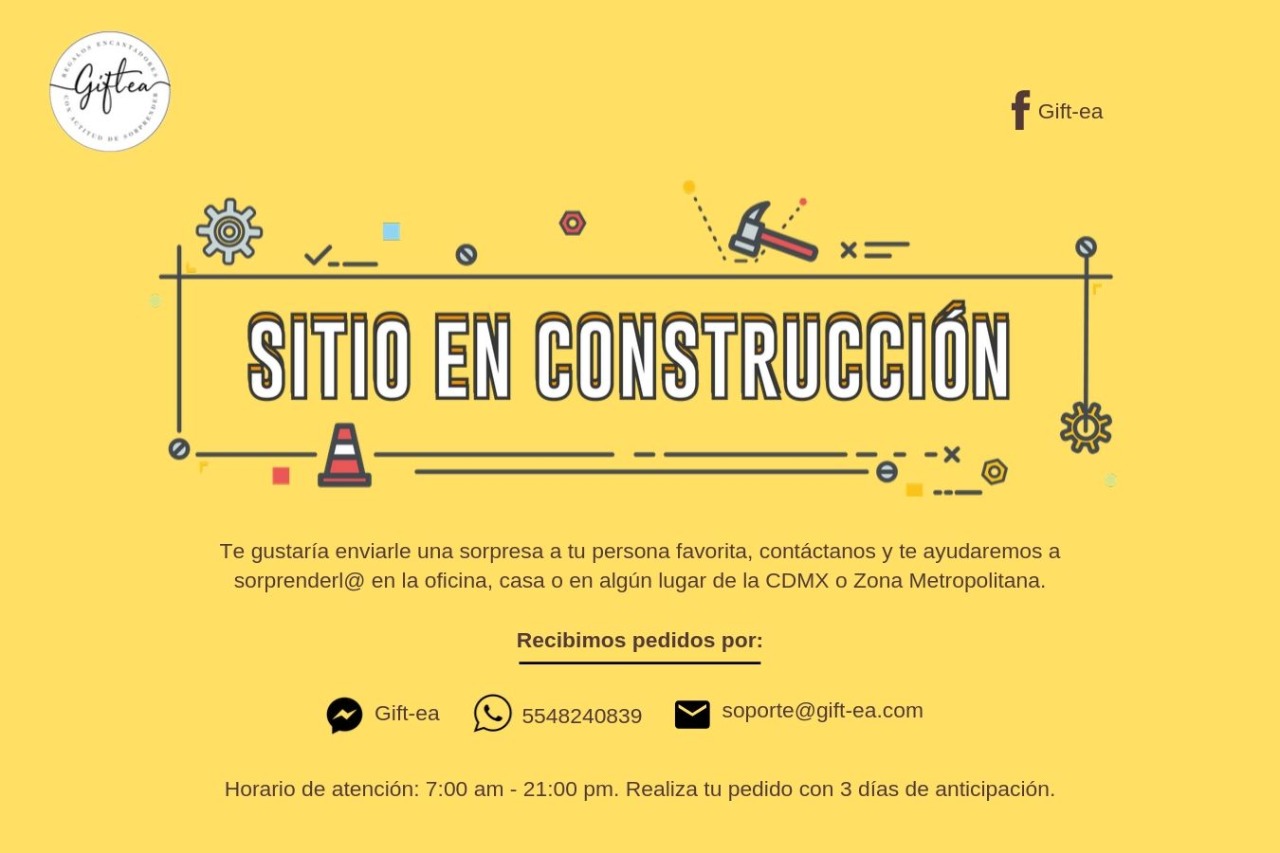 REGALOS ENCANTADORES
Giftea
CON ACTITUD DE SORPRENDER
Gift-ea
SITIO EN CONSTRUCCIÓN
Te gustaría enviarle una sorpresa a tu persona favorita, contáctanos y te ayudaremos a
sorprenderl@ en la oficina, casa o en algún lugar de la CDMX o Zona Metropolitana.
Recibimos pedidos por:
Gift-ea
5548240839
soporte@gift-ea.com
Horario de atención: 7:00 am - 21:00 pm. Realiza tu pedido con 3 días de anticipación.